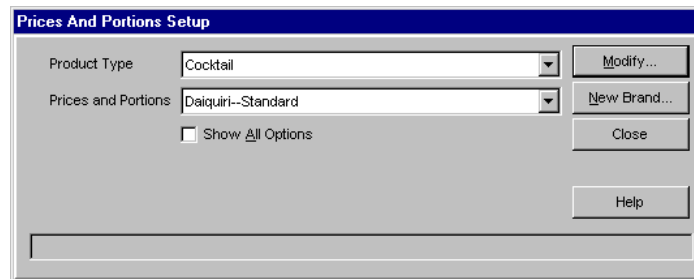 Prices And Portions Setup
Product Type Cocktail Modify...
Prices and Portions Daiquiri--Standard New Brand...
Show All Options Close
Help